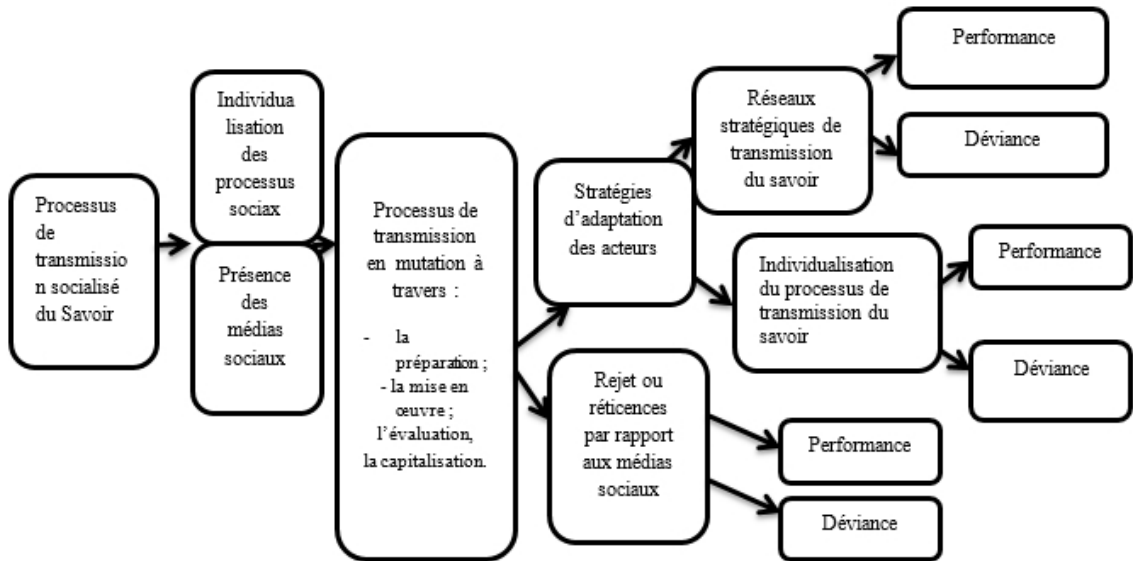 Processus
de
transmissio
n socialisé
du Savoir
Individua
lisation
des
processus
sociax
Présence
des
médias
sociaux
Processus de
transmission
en mutation à
travers :
- la
préparation ;
- la mise en
œuvre ;
l’évaluation,
la capitalisation.
Stratégies
d’adaptation
des acteurs
Rejet ou
réticences
par rapport
aux médias
sociaux
Réseaux
stratégiques de
transmission
du savoir
Individualisation
du processus de
transmission du
savoir
Performance
Déviance
Performance
Déviance
Performance
Déviance